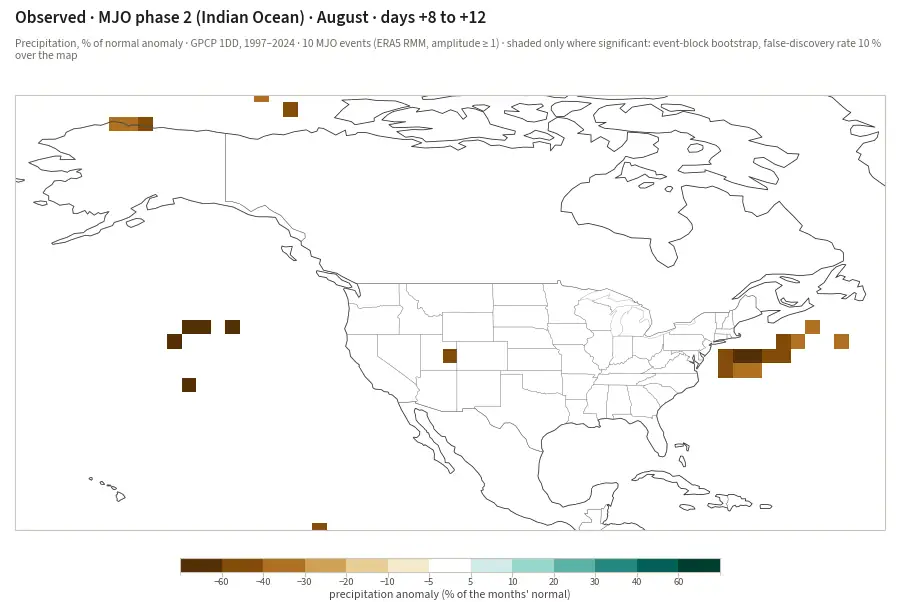 Observed · MJO phase 2 (Indian Ocean) · August · days +8 to +12
Precipitation, % of normal anomaly · GPCP 1DD, 1997–2024 · 10 MJO events (ERA5 RMM, amplitude ≥ 1) · shaded only where significant: event-block bootstrap, false-discovery rate 10 %
over the map
−60 −40 −30 −20 −10 −5 5 10 20 30 40 60
precipitation anomaly (% of the months' normal)